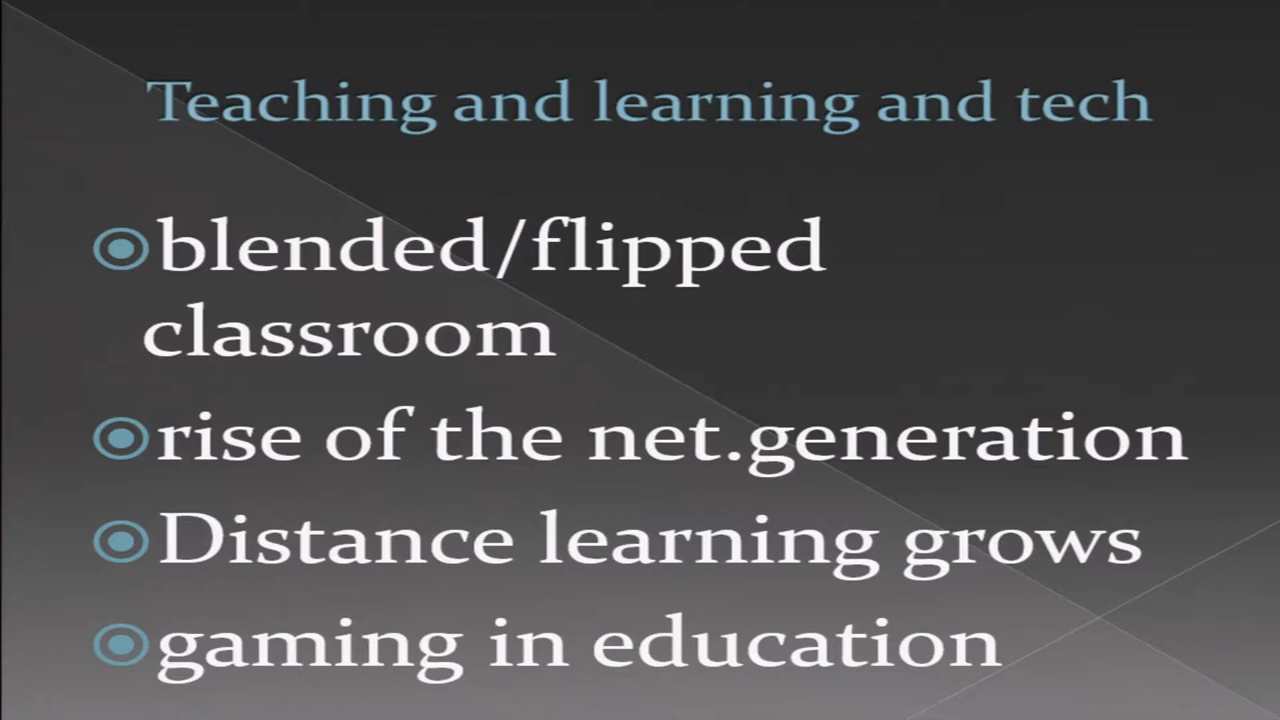 Teaching and learning and tech
blended/flipped
classroom
rise of the net.generation
Distance learning grows
gaming in education